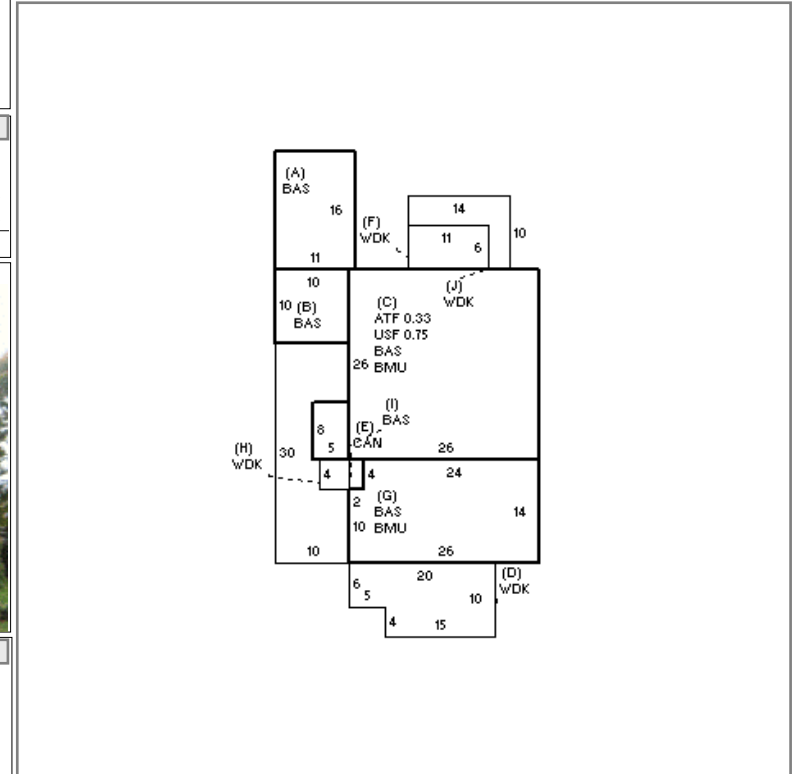 (A)
BAS
16
11
14
(F)
WDK
11
6
10
10
10 (B)
BAS
(J)
WDK
(C)
ATF 0.33
USF 0.75
BAS
26 BMU
(I)
BAS
8
(E)
CAN
5
26
(H)
WDK
30
4
4
24
2
(G)
BAS
14
10 BMU
10
26
20
(D)
WDK
6
5
10
4
15